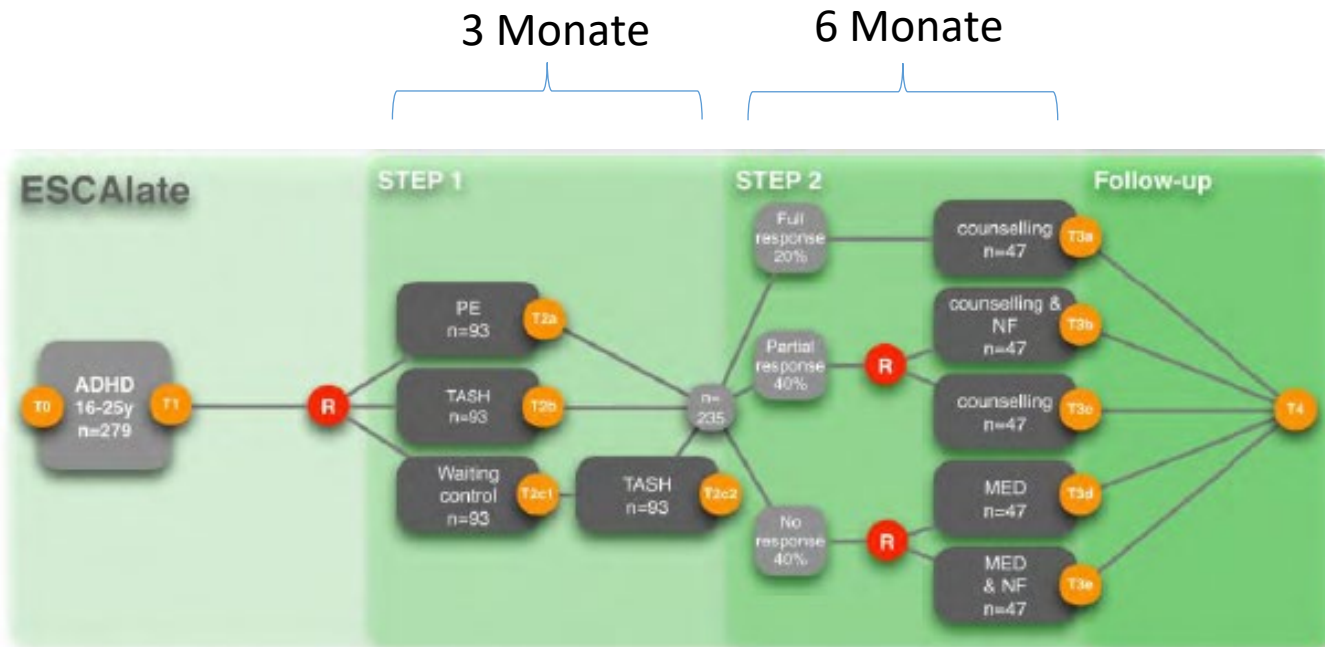 3 Monate
6 Monate
ESCAlate
STEP 1
STEP 2
Follow-up
T0
ADHD
16-25y
n=279
T1
R
PE
n=93
T2a
TASH
n=93
T2b
Waiting
control
n=93
T2c1
TASH
n=93
T2c2
n=
235
Full
response
20%
Partial
response
40%
No
response
40%
R
R
counselling
n=47
T3a
counselling &
NF
n=47
T3b
counselling
n=47
T3c
MED
n=47
T3d
MED
& NF
n=47
T3e
T4